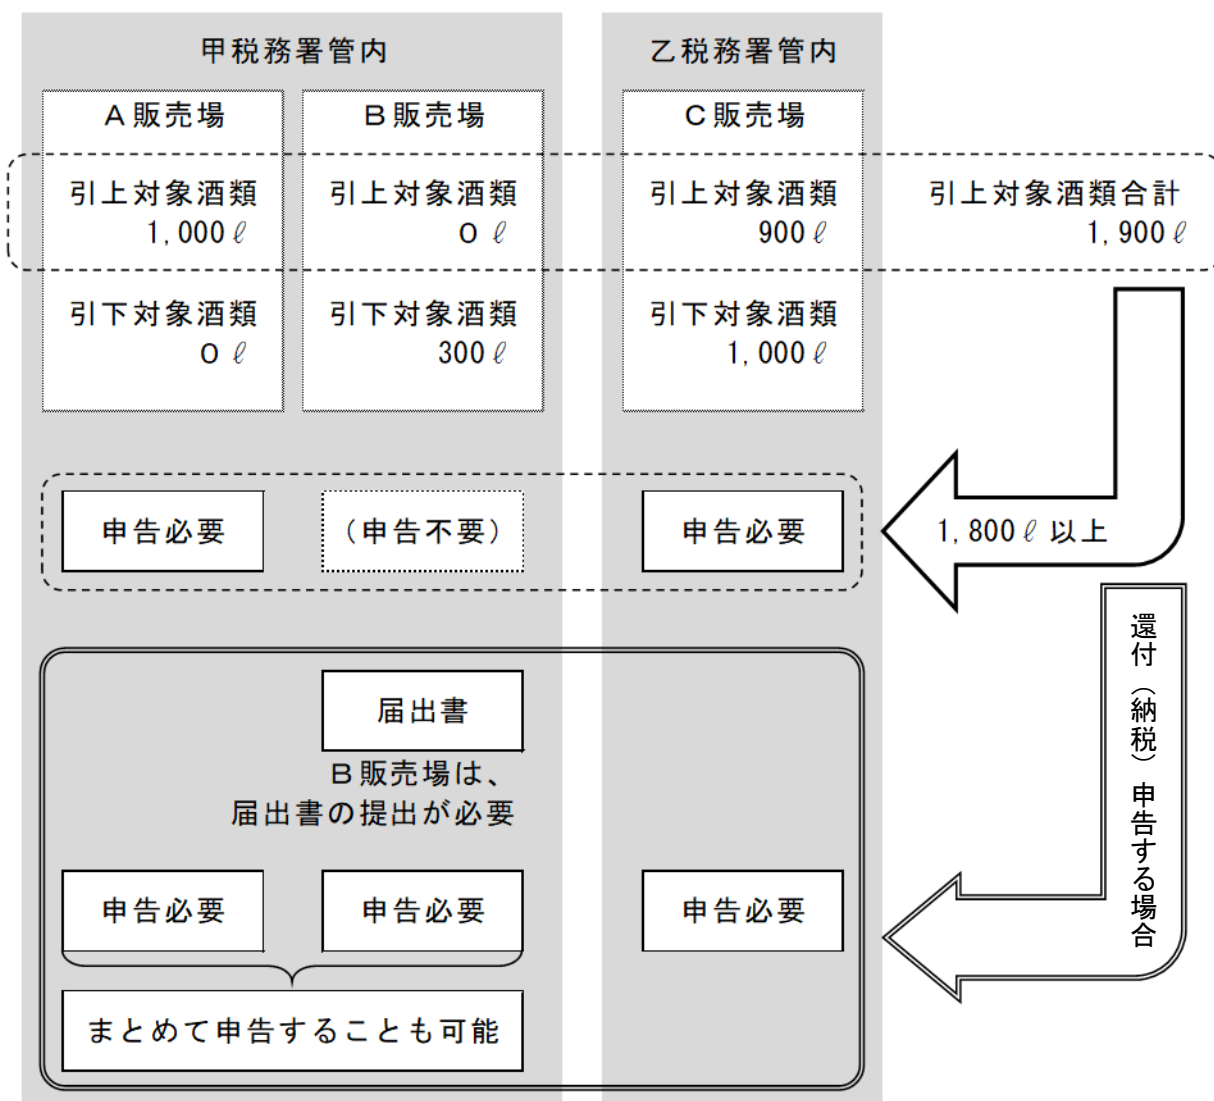 甲税務署管内
乙税務署管内
A販売場
B販売場
C販売場
引上対象酒類
1,000ℓ
引上対象酒類
0 ℓ
引上対象酒類
900ℓ
引上対象酒類合計
1,900ℓ
引下対象酒類
0 ℓ
引下対象酒類
300ℓ
引下対象酒類
1,000ℓ
申告必要
（申告不要）
申告必要
1,800ℓ 以上
還付（納税）申告する場合
届出書
B販売場は、
届出書の提出が必要
申告必要
申告必要
申告必要
まとめて申告することも可能